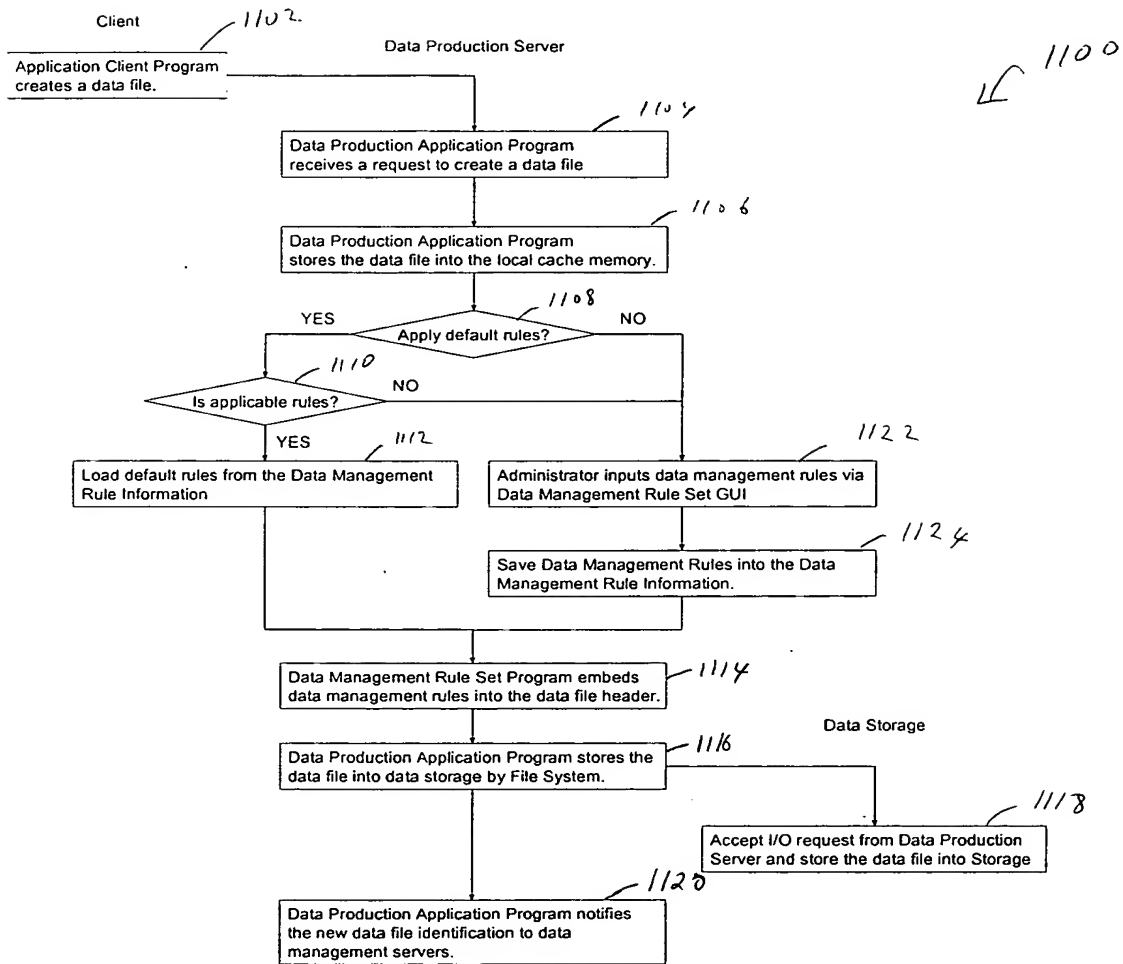 Client
1102
Data Production Server
1100
Application Client Program
creates a data file.
1104
Data Production Application Program
receives a request to create a data file
1106
Data Production Application Program
stores the data file into the local cache memory.
1108
YES
Apply default rules?
NO
1110
Is applicable rules?
NO
YES
1112
1122
Load default rules from the Data Management
Rule Information
Administrator inputs data management rules via
Data Management Rule Set GUI
1124
Save Data Management Rules into the Data
Management Rule Information.
Data Management Rule Set Program embeds
data management rules into the data file header.
1114
Data Storage
Data Production Application Program stores the
data file into data storage by File System.
1116
1118
Accept I/O request from Data Production
Server and store the data file into Storage
1120
Data Production Application Program notifies
the new data file identification to data
management servers.